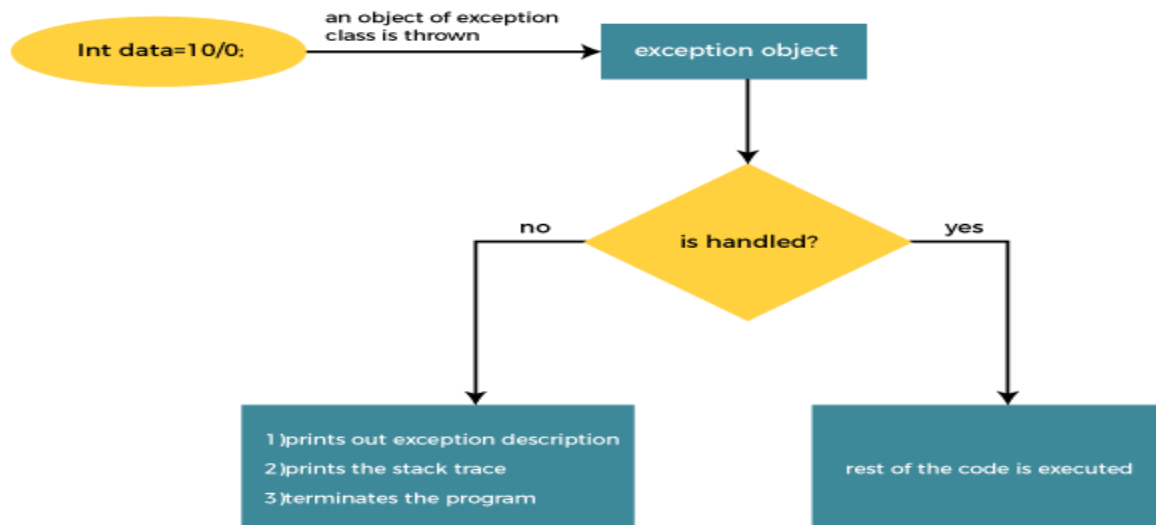 Int data=10/0;
an object of exception
class is thrown
exception object
is handled?
no
yes
1)prints out exception description
2)prints the stack trace
3)terminates the program
rest of the code is executed